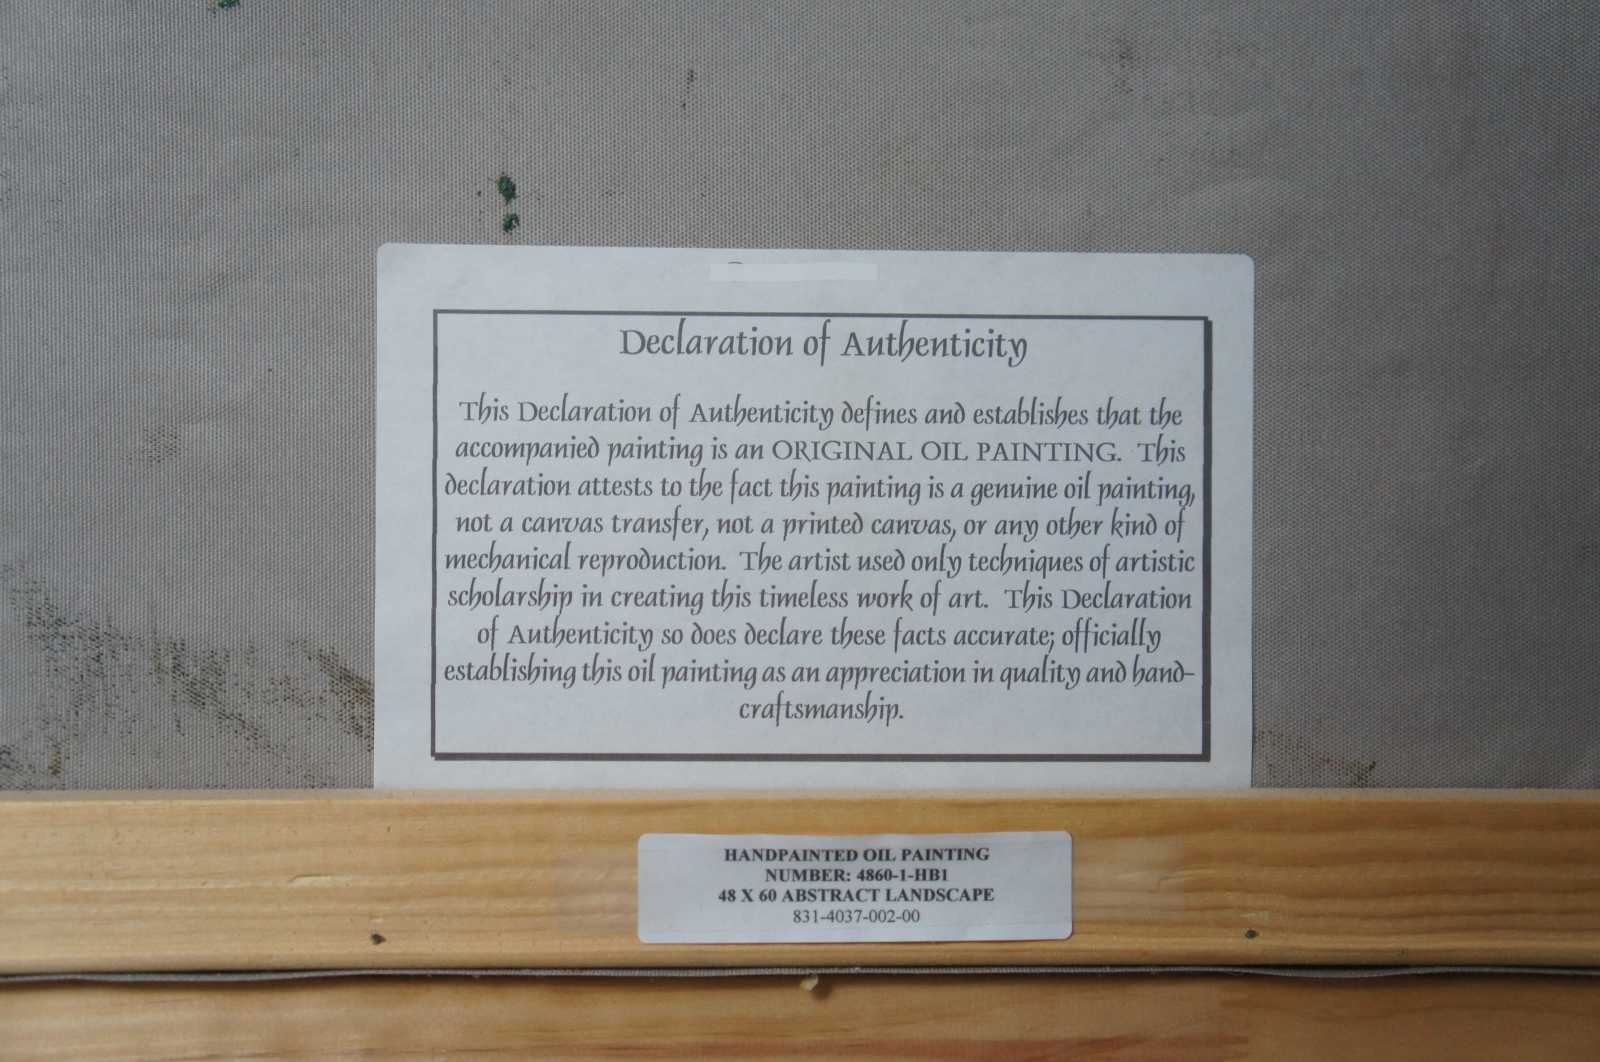 Declaration of Authenticity
This Declaration of Authenticity defines and establishes that the
accompanied painting is an ORIGINAL OIL PAINTING. This
declaration attests to the fact this painting is a genuine oil painting,
not a canvas transfer, not a printed canvas, or any other kind of
mechanical reproduction. The artist used only techniques of artistic
scholarship in creating this timeless work of art. This Declaration
of Authenticity so does declare these facts accurate; officially
establishing this oil painting as an appreciation in quality and hand-
craftsmanship.
HANDPAINTED OIL PAINTING
NUMBER: 4860-1-HB1
48 X 60 ABSTRACT LANDSCAPE
831-4037-002-00